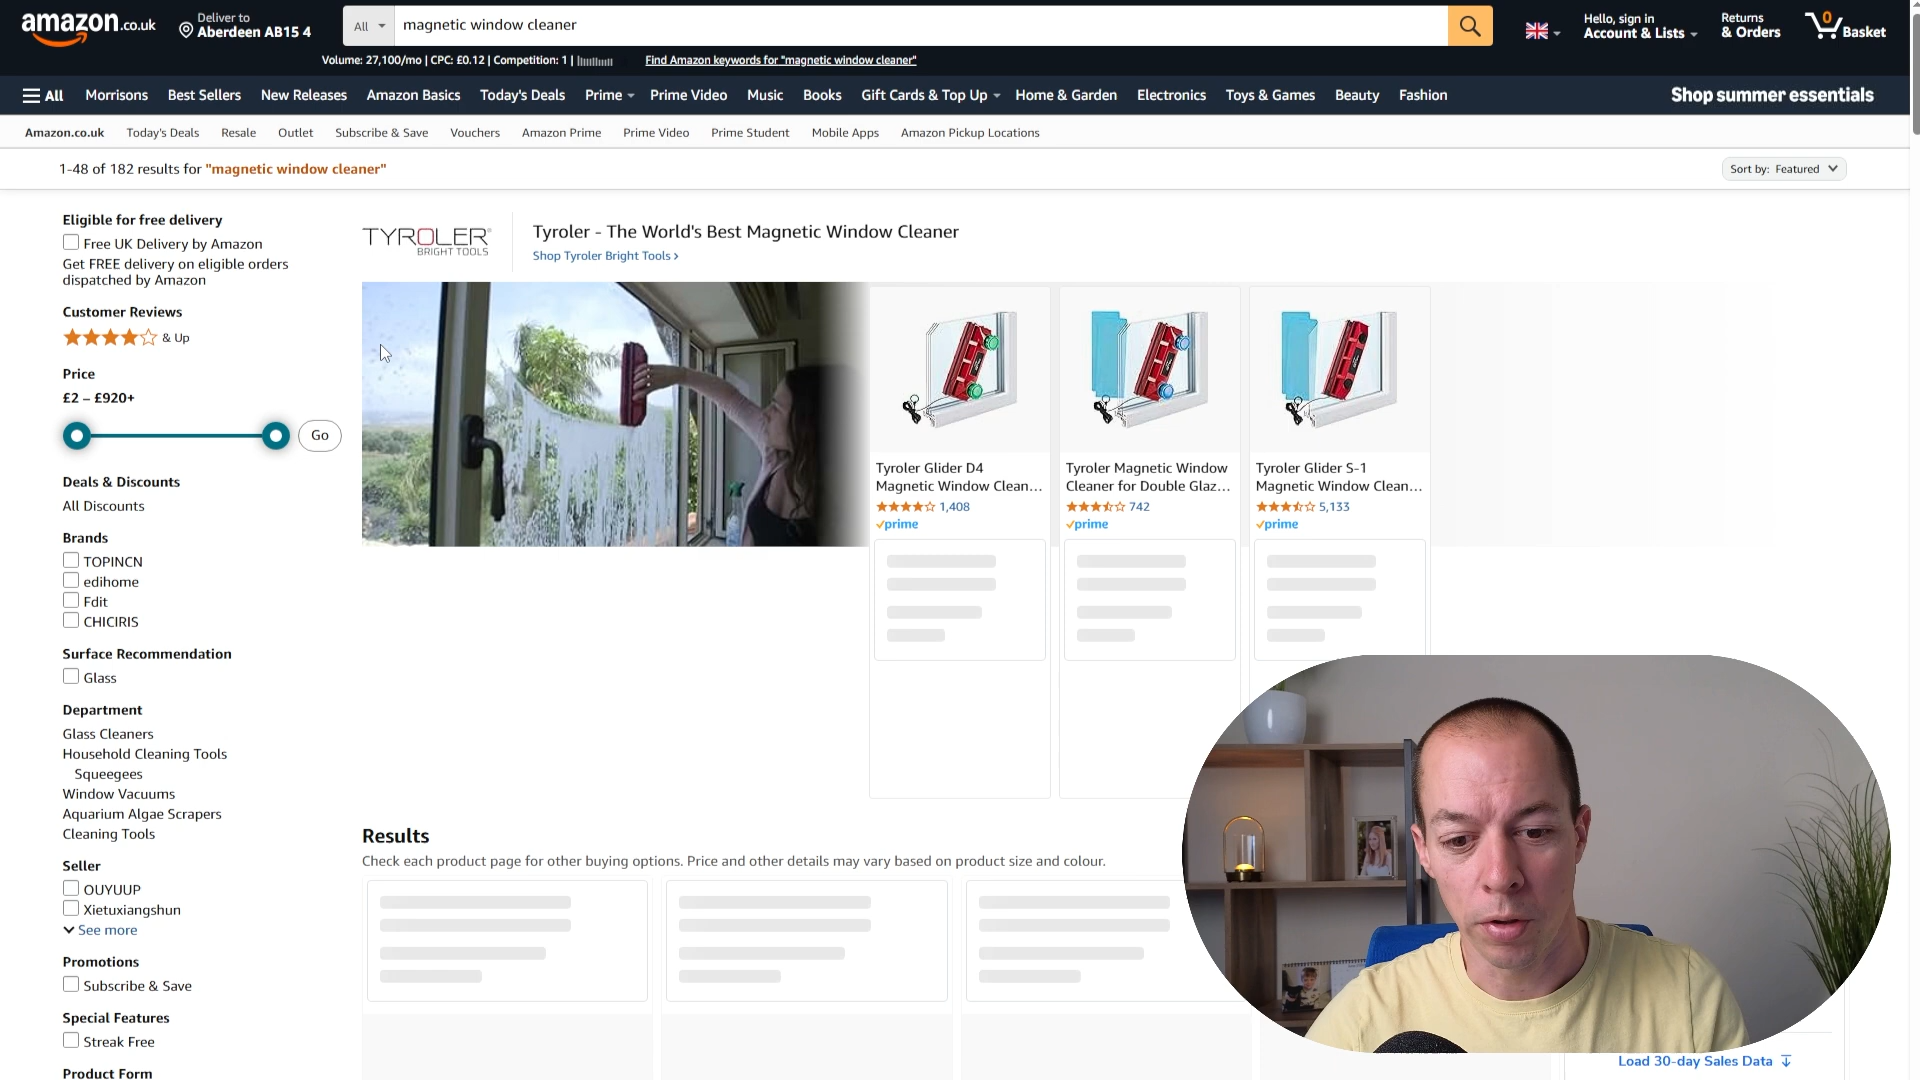 amazon.co.uk
Deliver to
Aberdeen AB15 4
All
magnetic window cleaner
Hello, sign in
Account & Lists
Returns
& Orders
0
Basket
Volume: 27,100/mo | CPC: £0.12 | Competition: 1 |
Find Amazon keywords for "magnetic window cleaner"
All Morrisons Best Sellers New Releases Amazon Basics Today's Deals Prime Prime Video Music Books Gift Cards & Top Up Home & Garden Electronics Toys & Games Beauty Fashion Shop summer essentials
Amazon.co.uk Today's Deals Resale Outlet Subscribe & Save Vouchers Amazon Prime Prime Video Prime Student Mobile Apps Amazon Pickup Locations
1-48 of 182 results for "magnetic window cleaner"
Sort by: Featured
Eligible for free delivery
Free UK Delivery by Amazon
Get FREE delivery on eligible orders
dispatched by Amazon
Customer Reviews
& Up
Price
£2 – £920+
Go
Deals & Discounts
All Discounts
Brands
TOPINCN
edihome
Fdit
CHICIRIS
Surface Recommendation
Glass
Department
Glass Cleaners
Household Cleaning Tools
Squeegees
Window Vacuums
Aquarium Algae Scrapers
Cleaning Tools
Seller
OUYUUP
Xietuxiangshun
See more
Promotions
Subscribe & Save
Special Features
Streak Free
Product Form
TYROLER
BRIGHT TOOLS
Tyroler - The World's Best Magnetic Window Cleaner
Shop Tyroler Bright Tools ›
Tyroler Glider D4
Magnetic Window Clean…
1,408
prime
Tyroler Magnetic Window
Cleaner for Double Glaz…
742
prime
Tyroler Glider S-1
Magnetic Window Clean…
5,133
prime
Results
Check each product page for other buying options. Price and other details may vary based on product size and colour.
Load 30-day Sales Data